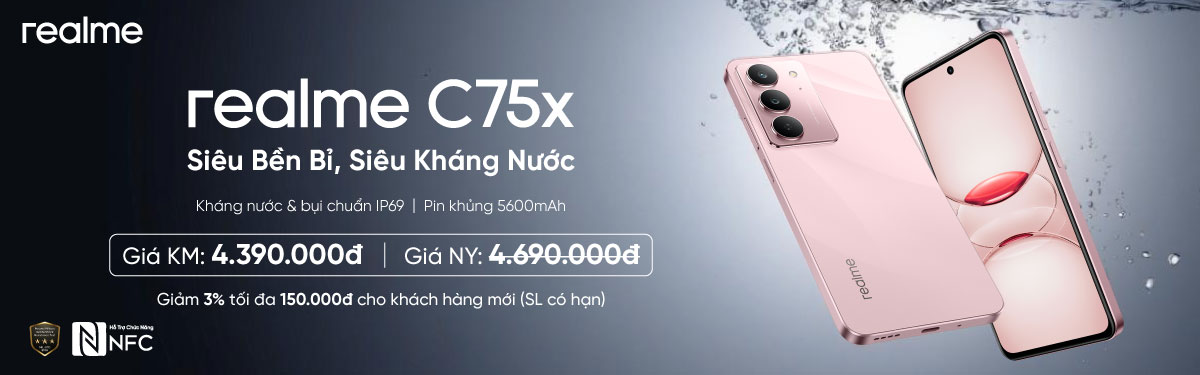 realme
realme C75x
Siêu Bền Bỉ, Siêu Kháng Nước
Kháng nước & bụi chuẩn IP69 | Pin khủng 5600mAh
Giá KM: 4.390.000đ | Giá NY: 4.690.000đ
Giảm 3% tối đa 150.000đ cho khách hàng mới (SL có hạn)
Hỗ Trợ Chức Năng
NFC
realme